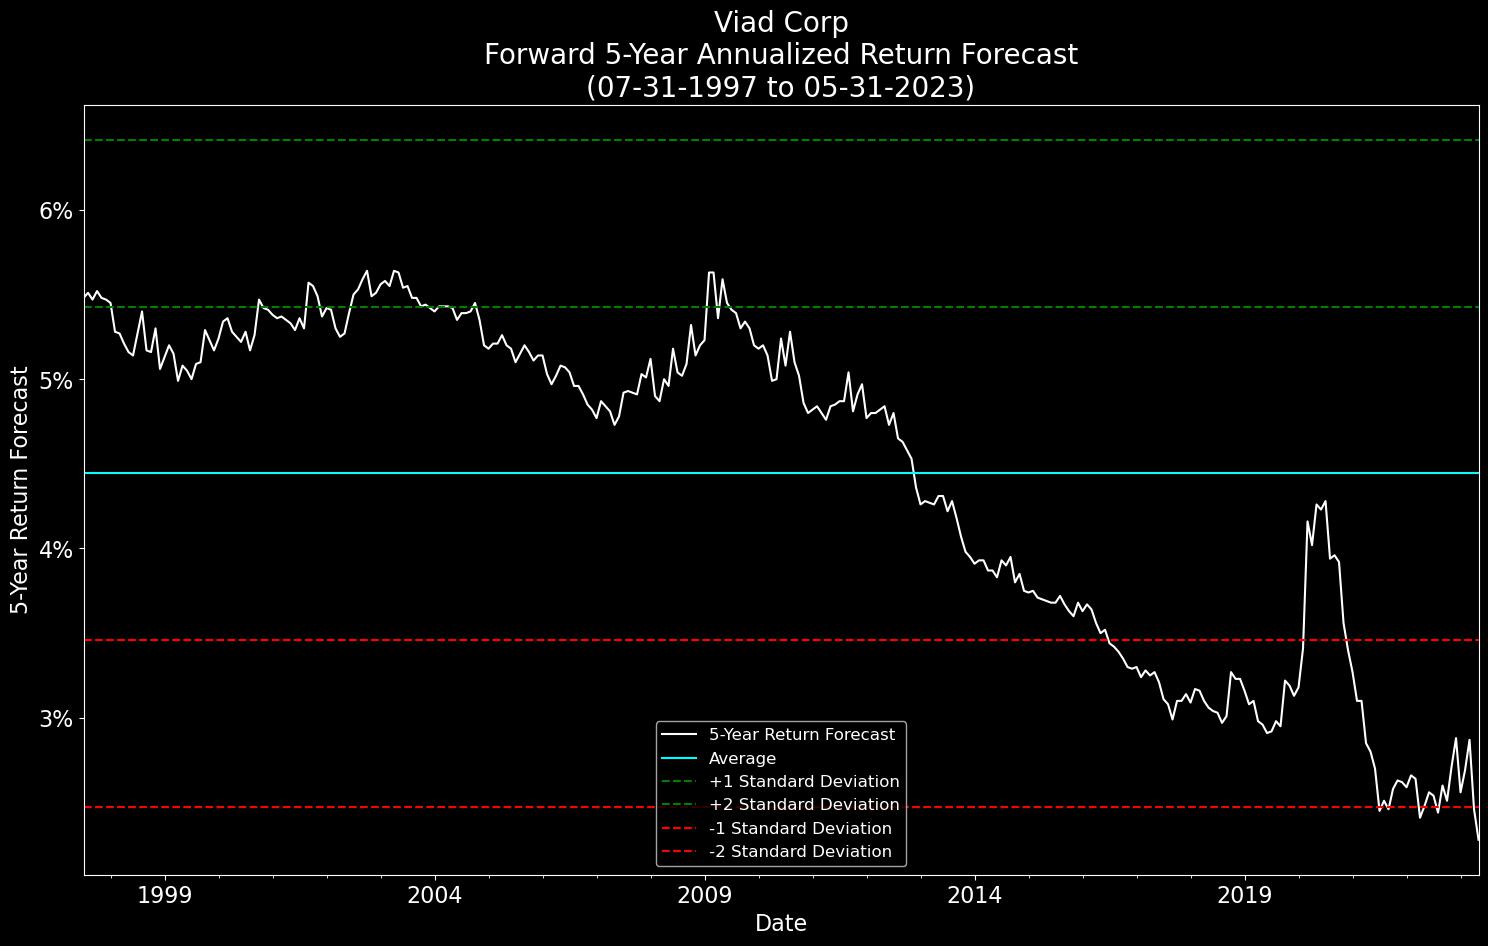 Viad Corp
Forward 5-Year Annualized Return Forecast
(07-31-1997 to 05-31-2023)
5-Year Return Forecast
6%
5%
4%
3%
5-Year Return Forecast
Average
+1 Standard Deviation
+2 Standard Deviation
-1 Standard Deviation
-2 Standard Deviation
1999 2004 2009 2014 2019
Date